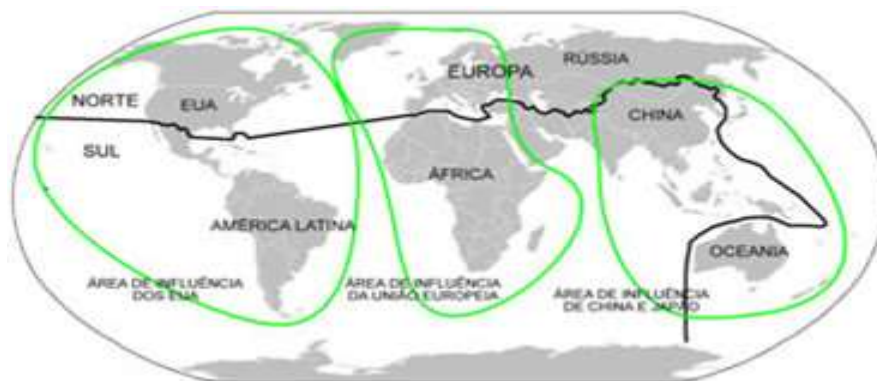 NORTE
EUA
EUROPA
RÚSSIA
CHINA
SUL
ÁFRICA
AMÉRICA LATINA
OCEANIA
ÁREA DE INFLUÊNCIA
DOS EUA
ÁREA DE INFLUÊNCIA
DA UNIÃO EUROPEIA
ÁREA DE INFLUÊNCIA
DE CHINA E JAPÃO